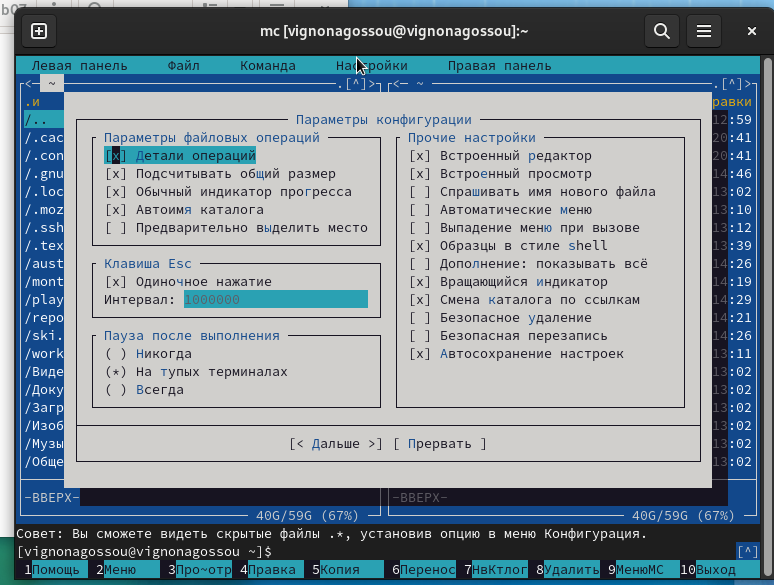 b07
mc [vignonagossou@vignonagossou]:~
Левая панель Файл Команда Настройки Правая панель
<— ~ .[^]> <— ~ .[^]>
.и равки
/.. 12:59
/.cac 20:41
/.con 20:41
/.gnu 14:46
/.loc 13:02
/.moz 13:10
/.ssh 13:12
/.tex 13:39
/aust 14:26
/mont 14:19
/play 14:29
/repo 14:21
/ski. 14:26
/work 13:11
/Виде 13:02
/Доку 13:02
/Загр 13:02
/Изоб 13:02
/Музы 13:02
/Обще 13:02
Параметры конфигурации
Параметры файловых операций
[x] Детали операций
[x] Подсчитывать общий размер
[x] Обычный индикатор прогресса
[x] Автоимя каталога
[ ] Предварительно выделить место
Клавиша Esc
[x] Одиночное нажатие
Интервал: 1000000
Пауза после выполнения
( ) Никогда
(*) На тупых терминалах
( ) Всегда
Прочие настройки
[x] Встроенный редактор
[x] Встроенный просмотр
[ ] Спрашивать имя нового файла
[ ] Автоматические меню
[ ] Выпадение меню при вызове
[x] Образцы в стиле shell
[ ] Дополнение: показывать всё
[x] Вращающийся индикатор
[x] Смена каталога по ссылкам
[ ] Безопасное удаление
[ ] Безопасная перезапись
[x] Автосохранение настроек
[< Дальше >] [ Прервать ]
-ВВЕРХ- -ВВЕРХ-
40G/59G (67%) 40G/59G (67%)
Совет: Вы сможете видеть скрытые файлы .*, установив опцию в меню Конфигурация.
[vignonagossou@vignonagossou ~]$ [^]
1Помощь 2Меню 3Про~отр 4Правка 5Копия 6Перенос 7НвКтлог 8Удалить 9МенюMC 10Выход